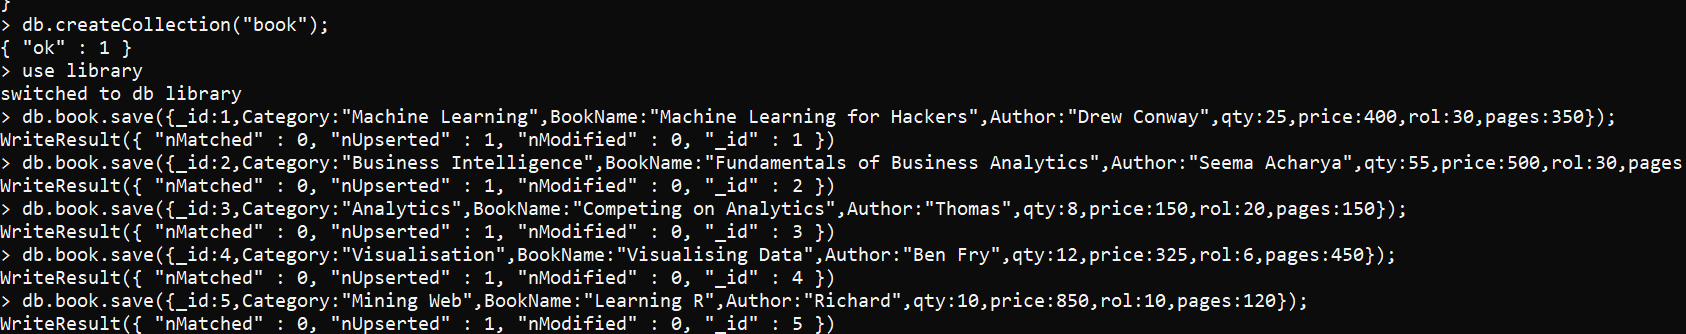 }
> db.createCollection("book");
{ "ok" : 1 }
> use library
switched to db library
> db.book.save({_id:1,Category:"Machine Learning",BookName:"Machine Learning for Hackers",Author:"Drew Conway",qty:25,price:400,rol:30,pages:350});
WriteResult({ "nMatched" : 0, "nUpserted" : 1, "nModified" : 0, "_id" : 1 })
> db.book.save({_id:2,Category:"Business Intelligence",BookName:"Fundamentals of Business Analytics",Author:"Seema Acharya",qty:55,price:500,rol:30,pages
WriteResult({ "nMatched" : 0, "nUpserted" : 1, "nModified" : 0, "_id" : 2 })
> db.book.save({_id:3,Category:"Analytics",BookName:"Competing on Analytics",Author:"Thomas",qty:8,price:150,rol:20,pages:150});
WriteResult({ "nMatched" : 0, "nUpserted" : 1, "nModified" : 0, "_id" : 3 })
> db.book.save({_id:4,Category:"Visualisation",BookName:"Visualising Data",Author:"Ben Fry",qty:12,price:325,rol:6,pages:450});
WriteResult({ "nMatched" : 0, "nUpserted" : 1, "nModified" : 0, "_id" : 4 })
> db.book.save({_id:5,Category:"Mining Web",BookName:"Learning R",Author:"Richard",qty:10,price:850,rol:10,pages:120});
WriteResult({ "nMatched" : 0, "nUpserted" : 1, "nModified" : 0, "_id" : 5 })